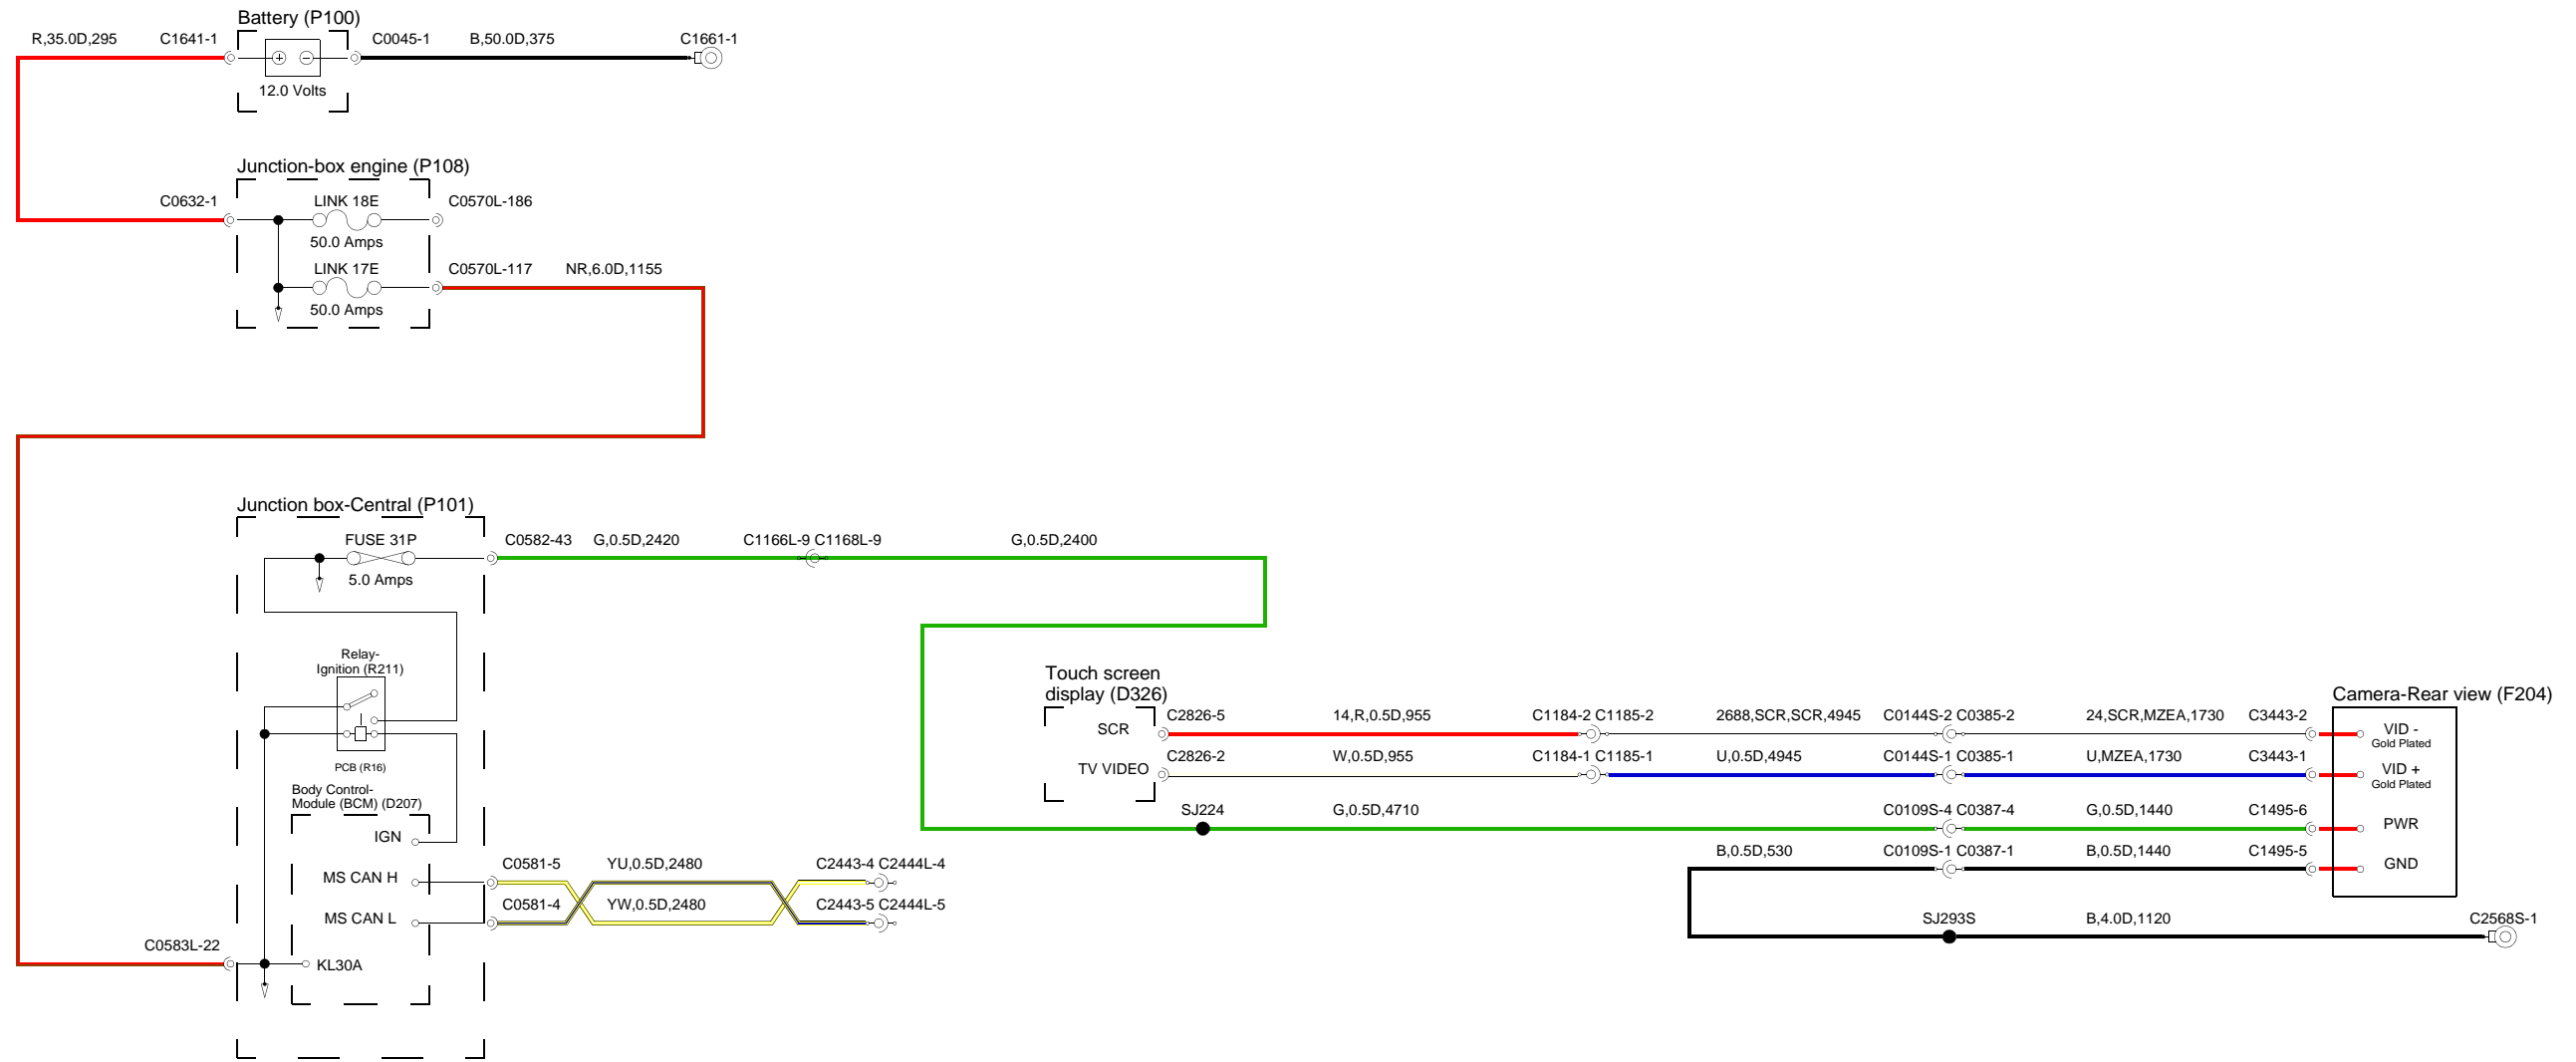 Battery (P100)
R,35.0D,295
C1641-1
C0045-1
B,50.0D,375
C1661-1
12.0 Volts
Junction-box engine (P108)
C0632-1
LINK 18E
C0570L-186
50.0 Amps
LINK 17E
C0570L-117
NR,6.0D,1155
50.0 Amps
Junction box-Central (P101)
FUSE 31P
C0582-43
G,0.5D,2420
C1166L-9 C1168L-9
G,0.5D,2400
5.0 Amps
Relay-
Ignition (R211)
PCB (R16)
Body Control-
Module (BCM) (D207)
IGN
MS CAN H
C0581-5
YU,0.5D,2480
C2443-4 C2444L-4
MS CAN L
C0581-4
YW,0.5D,2480
C2443-5 C2444L-5
C0583L-22
KL30A
Touch screen
display (D326)
SCR
C2826-5
14,R,0.5D,955
C1184-2 C1185-2
2688,SCR,SCR,4945
C0144S-2 C0385-2
24,SCR,MZEA,1730
C3443-2
TV VIDEO
C2826-2
W,0.5D,955
C1184-1 C1185-1
U,0.5D,4945
C0144S-1 C0385-1
U,MZEA,1730
C3443-1
SJ224
G,0.5D,4710
C0109S-4 C0387-4
G,0.5D,1440
C1495-6
B,0.5D,530
C0109S-1 C0387-1
B,0.5D,1440
C1495-5
Camera-Rear view (F204)
VID -
Gold Plated
VID +
Gold Plated
PWR
GND
SJ293S
B,4.0D,1120
C2568S-1